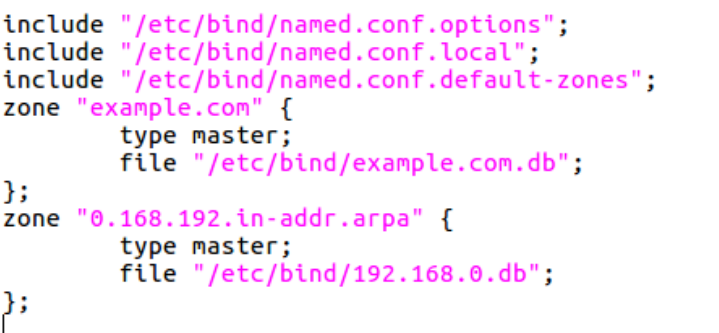 include "/etc/bind/named.conf.options";
include "/etc/bind/named.conf.local";
include "/etc/bind/named.conf.default-zones";
zone "example.com" {
        type master;
        file "/etc/bind/example.com.db";
};
zone "0.168.192.in-addr.arpa" {
        type master;
        file "/etc/bind/192.168.0.db";
};